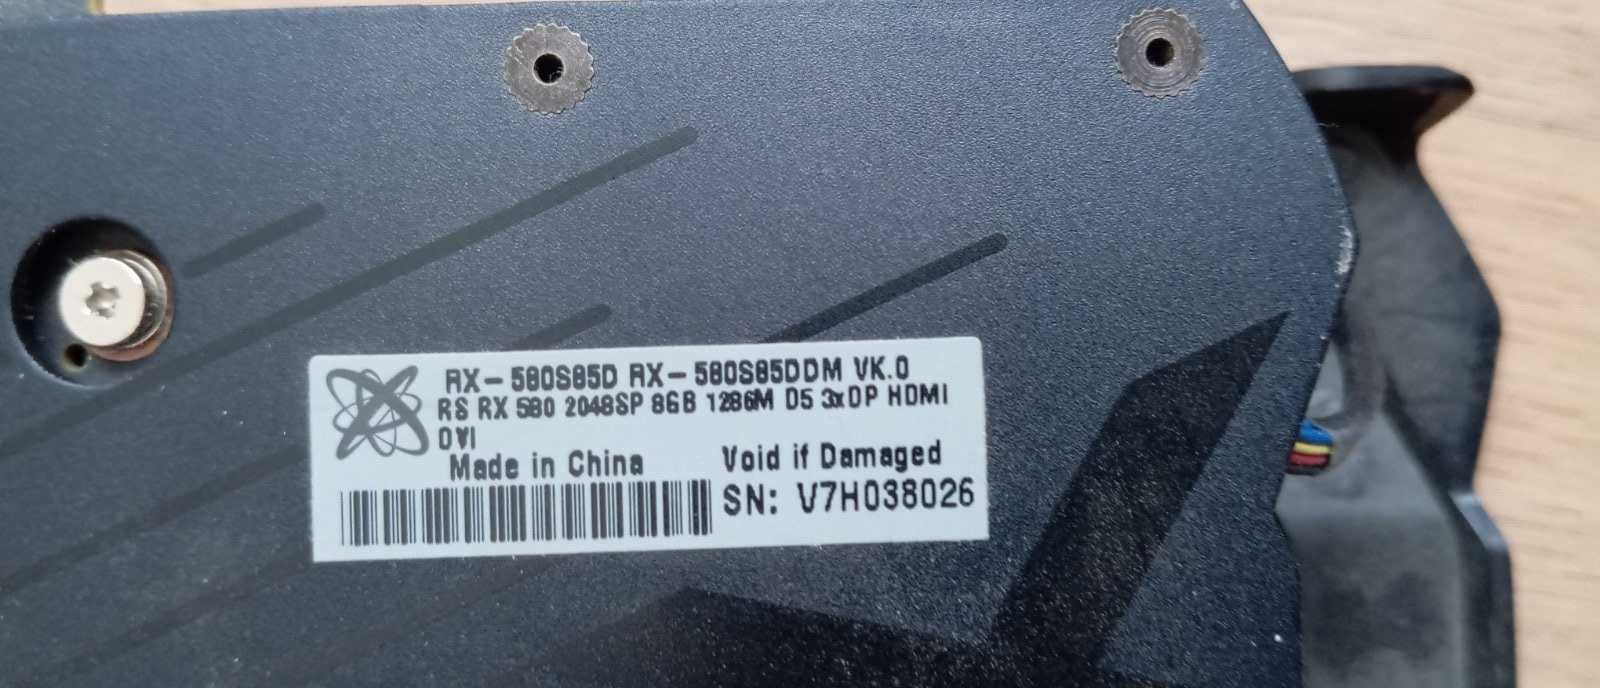 RX-580S85D RX-580S85DDM VK.0
RS RX 580 2048SP 8GB 1286M D5 3xDP HDMI
DVI
Made in China
Void if Damaged
SN: V7H038026